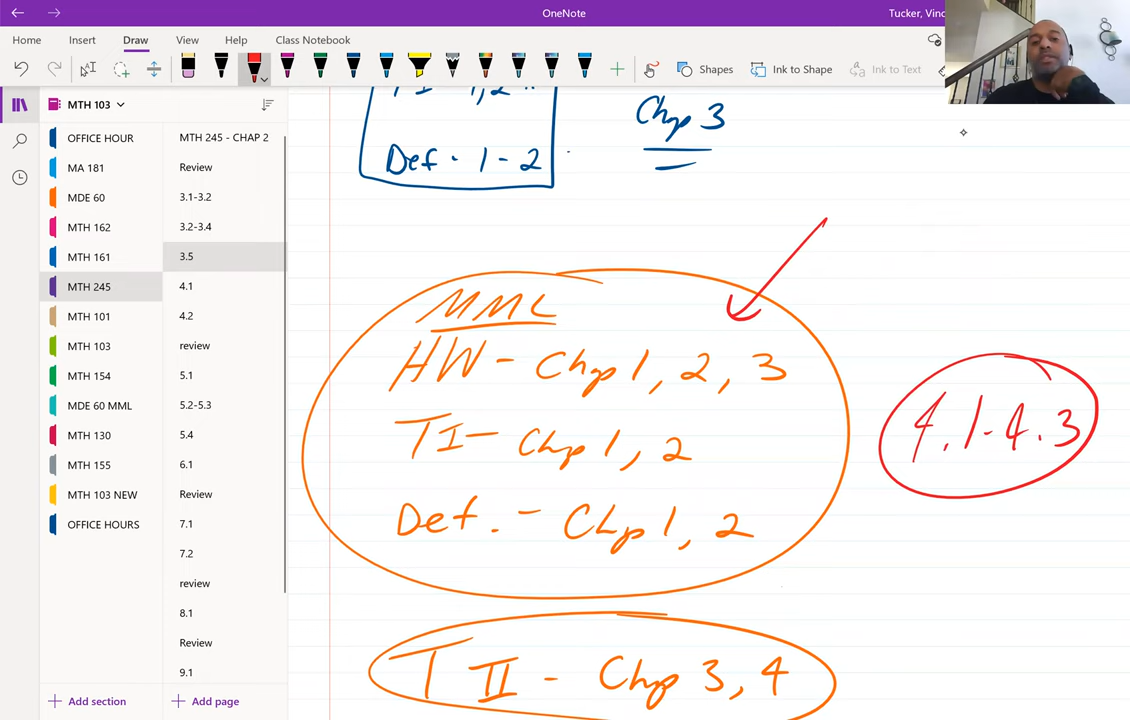 OneNote
Tucker, Vinc
Home Insert Draw View Help Class Notebook
Shapes Ink to Shape Ink to Text
MTH 103
OFFICE HOUR
MA 181
MDE 60
MTH 162
MTH 161
MTH 245
MTH 101
MTH 103
MTH 154
MDE 60 MML
MTH 130
MTH 155
MTH 103 NEW
OFFICE HOURS
Add section
MTH 245 - CHAP 2
Review
3.1-3.2
3.2-3.4
3.5
4.1
4.2
review
5.1
5.2-5.3
5.4
6.1
Review
7.1
7.2
review
8.1
Review
9.1
Add page
Def. 1-2
Chp 3
MML
HW - Chp 1, 2, 3
TI - Chp 1, 2
Def. - Chp 1, 2
4.1-4.3
T II - Chp 3, 4